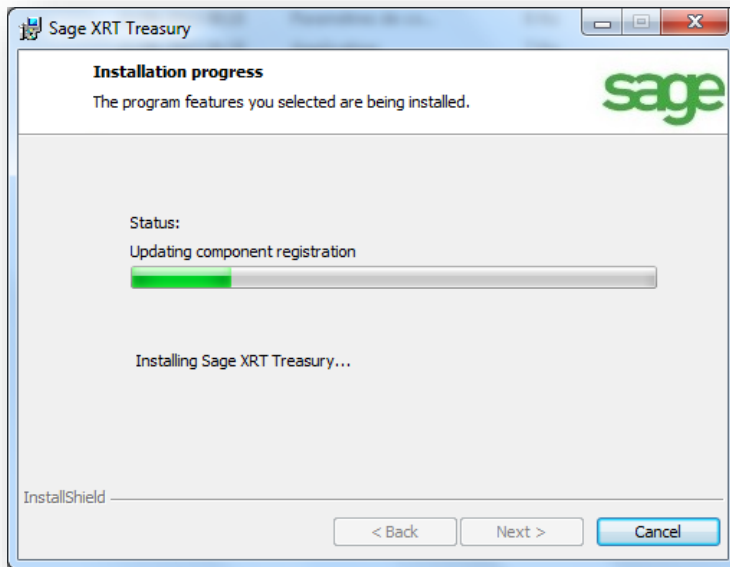 Sage XRT Treasury
Installation progress
The program features you selected are being installed.
sage
Status:
Updating component registration
Installing Sage XRT Treasury...
InstallShield
< Back
Next >
Cancel